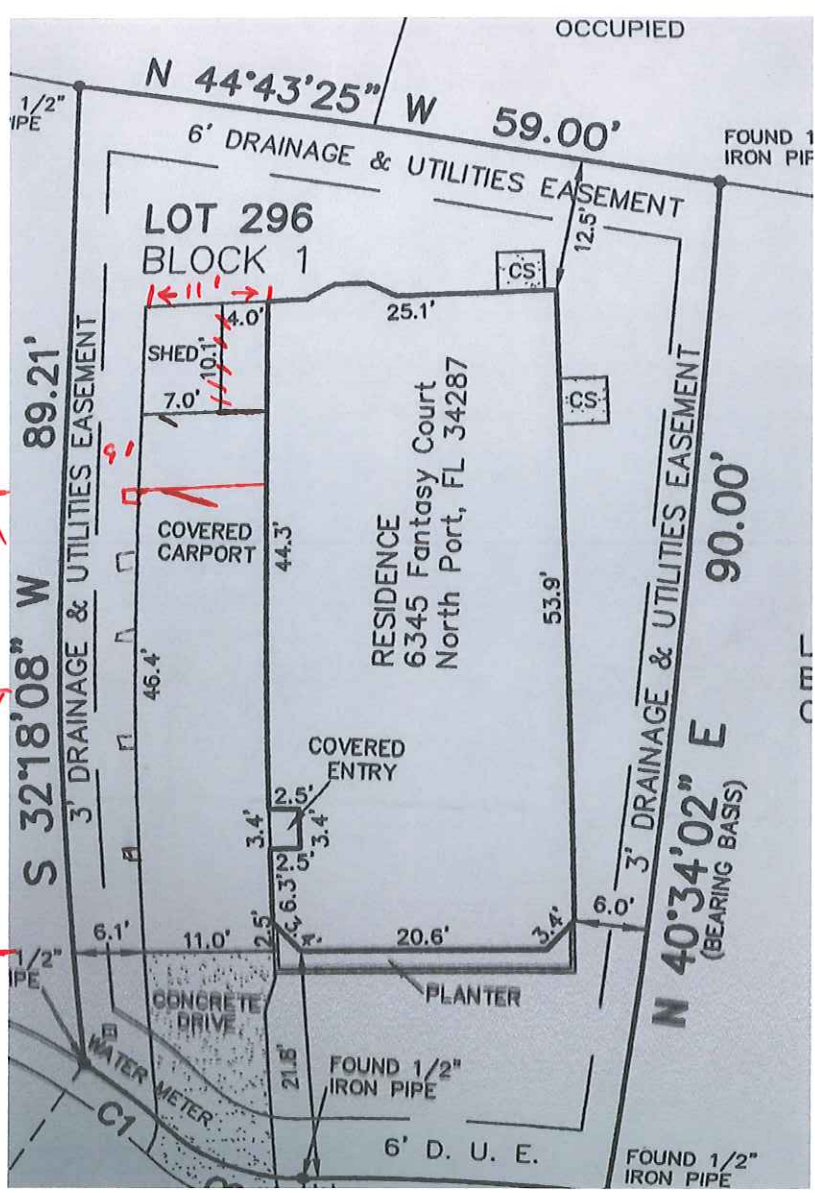 OCCUPIED
N 44°43'25" W 59.00'
1/2"
IPE
FOUND 1
IRON PIP
6' DRAINAGE & UTILITIES EASEMENT
12.5'
LOT 296
BLOCK 1
CS
11'
4.0'
25.1'
SHED
10.1'
7.0'
CS
9'
S 32°18'08" W 89.21'
3' DRAINAGE & UTILITIES EASEMENT
COVERED
CARPORT
44.3'
46.4'
RESIDENCE
6345 Fantasy Court
North Port, FL 34287
53.9'
3' DRAINAGE & UTILITIES EASEMENT
N 40°34'02" E 90.00'
(BEARING BASIS)
COVERED
ENTRY
2.5'
3.4'
3.4'
2.5'
6.3'
6.1'
11.0'
2.5'
20.6'
3.4'
6.0'
1/2"
IPE
CONCRETE
DRIVE
PLANTER
WATER METER
21.8'
FOUND 1/2"
IRON PIPE
C1
6' D. U. E.
FOUND 1/2"
IRON PIPE